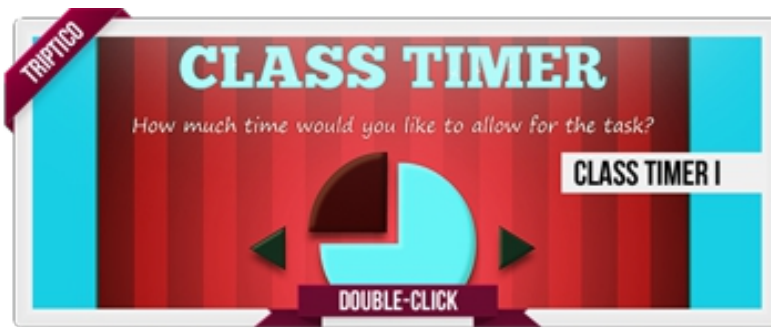 TRIPTICO
CLASS TIMER
How much time would you like to allow for the task?
CLASS TIMER I
DOUBLE-CLICK